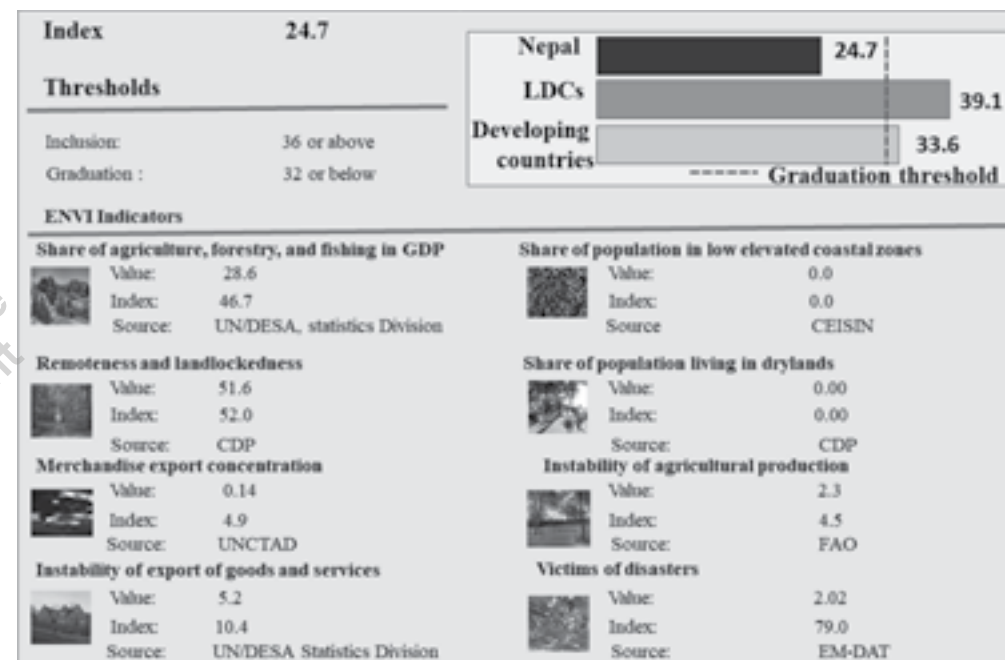 Index 24.7
Thresholds
Inclusion: 36 or above
Graduation : 32 or below
Nepal 24.7
LDCs 39.1
Developing countries 33.6
Graduation threshold
ENVI Indicators
Share of agriculture, forestry, and fishing in GDP
Value: 28.6
Index: 46.7
Source: UN/DESA, statistics Division
Share of population in low elevated coastal zones
Value: 0.0
Index: 0.0
Source CEISIN
Remoteness and landlockedness
Value: 51.6
Index: 52.0
Source: CDP
Share of population living in drylands
Value: 0.00
Index: 0.00
Source: CDP
Merchandise export concentration
Value: 0.14
Index: 4.9
Source: UNCTAD
Instability of agricultural production
Value: 2.3
Index: 4.5
Source: FAO
Instability of export of goods and services
Value: 5.2
Index: 10.4
Source: UN/DESA Statistics Division
Victims of disasters
Value: 2.02
Index: 79.0
Source: EM-DAT